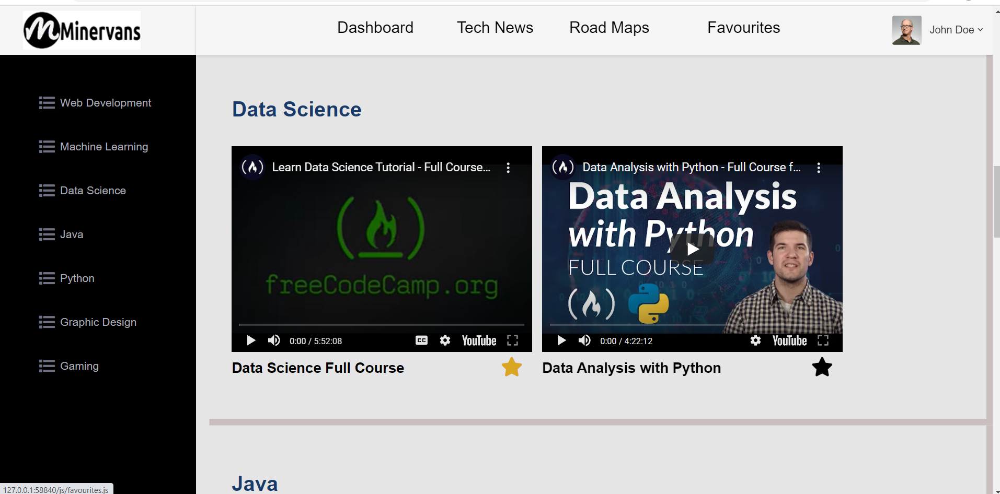 Minervans
Dashboard
Tech News
Road Maps
Favourites
John Doe
Web Development
Machine Learning
Data Science
Java
Python
Graphic Design
Gaming
Data Science
Learn Data Science Tutorial - Full Course...
freeCodeCamp.org
0:00 / 5:52:08
CC
YouTube
Data Science Full Course
Data Analysis with Python - Full Course f...
Data Analysis
with Python
FULL COURSE
0:00 / 4:22:12
YouTube
Data Analysis with Python
Java
127.0.0.1:58840/js/favourites.js